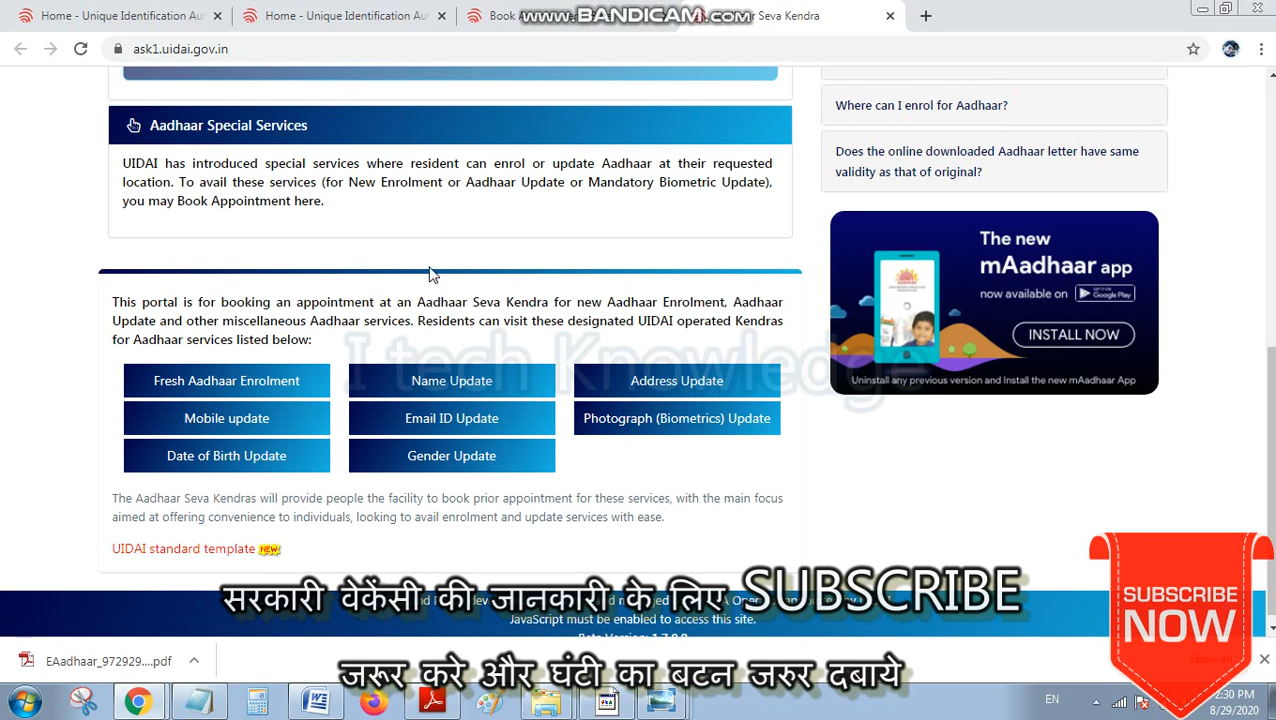 Home - Unique Identification Aut
Home - Unique Identification Aut
WWW.BANDICAM.COM
Seva Kendra
ask1.uidai.gov.in
Aadhaar Special Services
UIDAI has introduced special services where resident can enrol or update Aadhaar at their requested
location. To avail these services (for New Enrolment or Aadhaar Update or Mandatory Biometric Update),
you may Book Appointment here.
Where can I enrol for Aadhaar?
Does the online downloaded Aadhaar letter have same
validity as that of original?
The new
mAadhaar app
now available on
GET IT ON
Google Play
INSTALL NOW
Uninstall any previous version and Install the new mAadhaar App
This portal is for booking an appointment at an Aadhaar Seva Kendra for new Aadhaar Enrolment, Aadhaar
Update and other miscellaneous Aadhaar services. Residents can visit these designated UIDAI operated Kendras
for Aadhaar services listed below:
I tech Knowledge
Fresh Aadhaar Enrolment
Name Update
Address Update
Mobile update
Email ID Update
Photograph (Biometrics) Update
Date of Birth Update
Gender Update
The Aadhaar Seva Kendras will provide people the facility to book prior appointment for these services, with the main focus
aimed at offering convenience to individuals, looking to avail enrolment and update services with ease.
UIDAI standard template NEW
सरकारी वेकेंसी की जानकारी के लिए SUBSCRIBE
JavaScript must be enabled to access this site.
जरूर करे और घंटी का बटन जरुर दबाये
SUBSCRIBE
NOW
EAadhaar_972929....pdf
Show all
EN
2:30 PM
8/29/2020